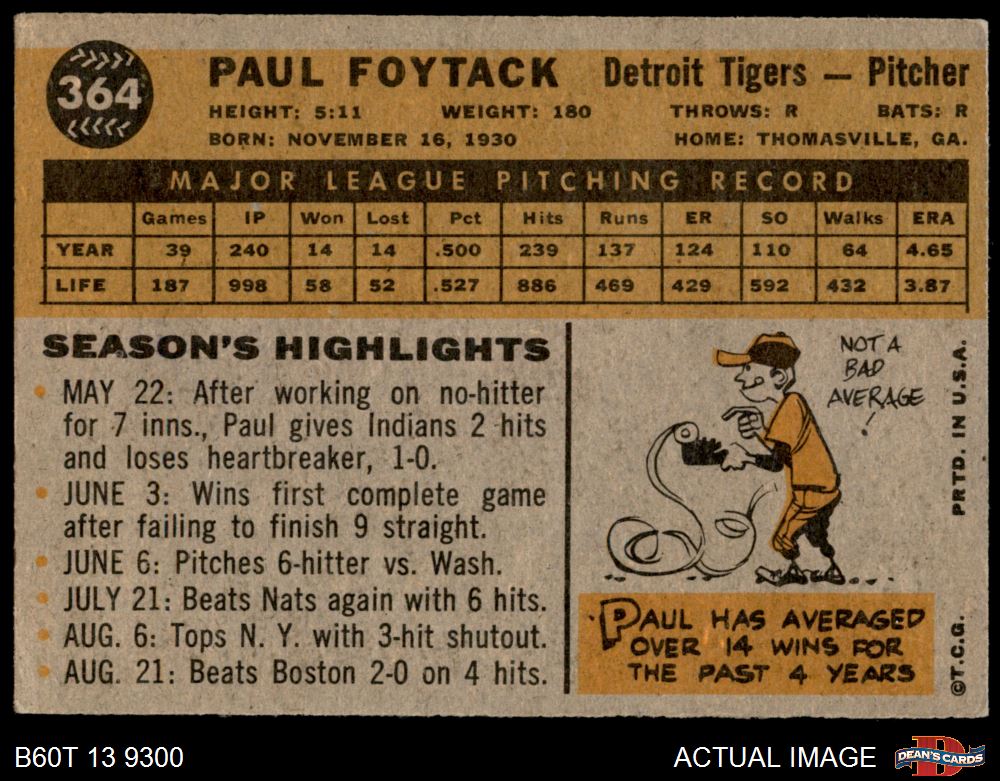 364
PAUL FOYTACK Detroit Tigers — Pitcher
HEIGHT: 5:11 WEIGHT: 180 THROWS: R BATS: R
BORN: NOVEMBER 16, 1930 HOME: THOMASVILLE, GA.
MAJOR LEAGUE PITCHING RECORD
Games IP Won Lost Pct Hits Runs ER SO Walks ERA
YEAR 39 240 14 14 .500 239 137 124 110 64 4.65
LIFE 187 998 58 52 .527 886 469 429 592 432 3.87
SEASON'S HIGHLIGHTS
• MAY 22: After working on no-hitter
for 7 inns., Paul gives Indians 2 hits
and loses heartbreaker, 1-0.
• JUNE 3: Wins first complete game
after failing to finish 9 straight.
• JUNE 6: Pitches 6-hitter vs. Wash.
• JULY 21: Beats Nats again with 6 hits.
• AUG. 6: Tops N. Y. with 3-hit shutout.
• AUG. 21: Beats Boston 2-0 on 4 hits.
NOT A
BAD
AVERAGE
!
PAUL HAS AVERAGED
OVER 14 WINS FOR
THE PAST 4 YEARS
PRTD. IN U.S.A.
©T.C.G.
B60T 13 9300
ACTUAL IMAGE
D
DEAN'S CARDS